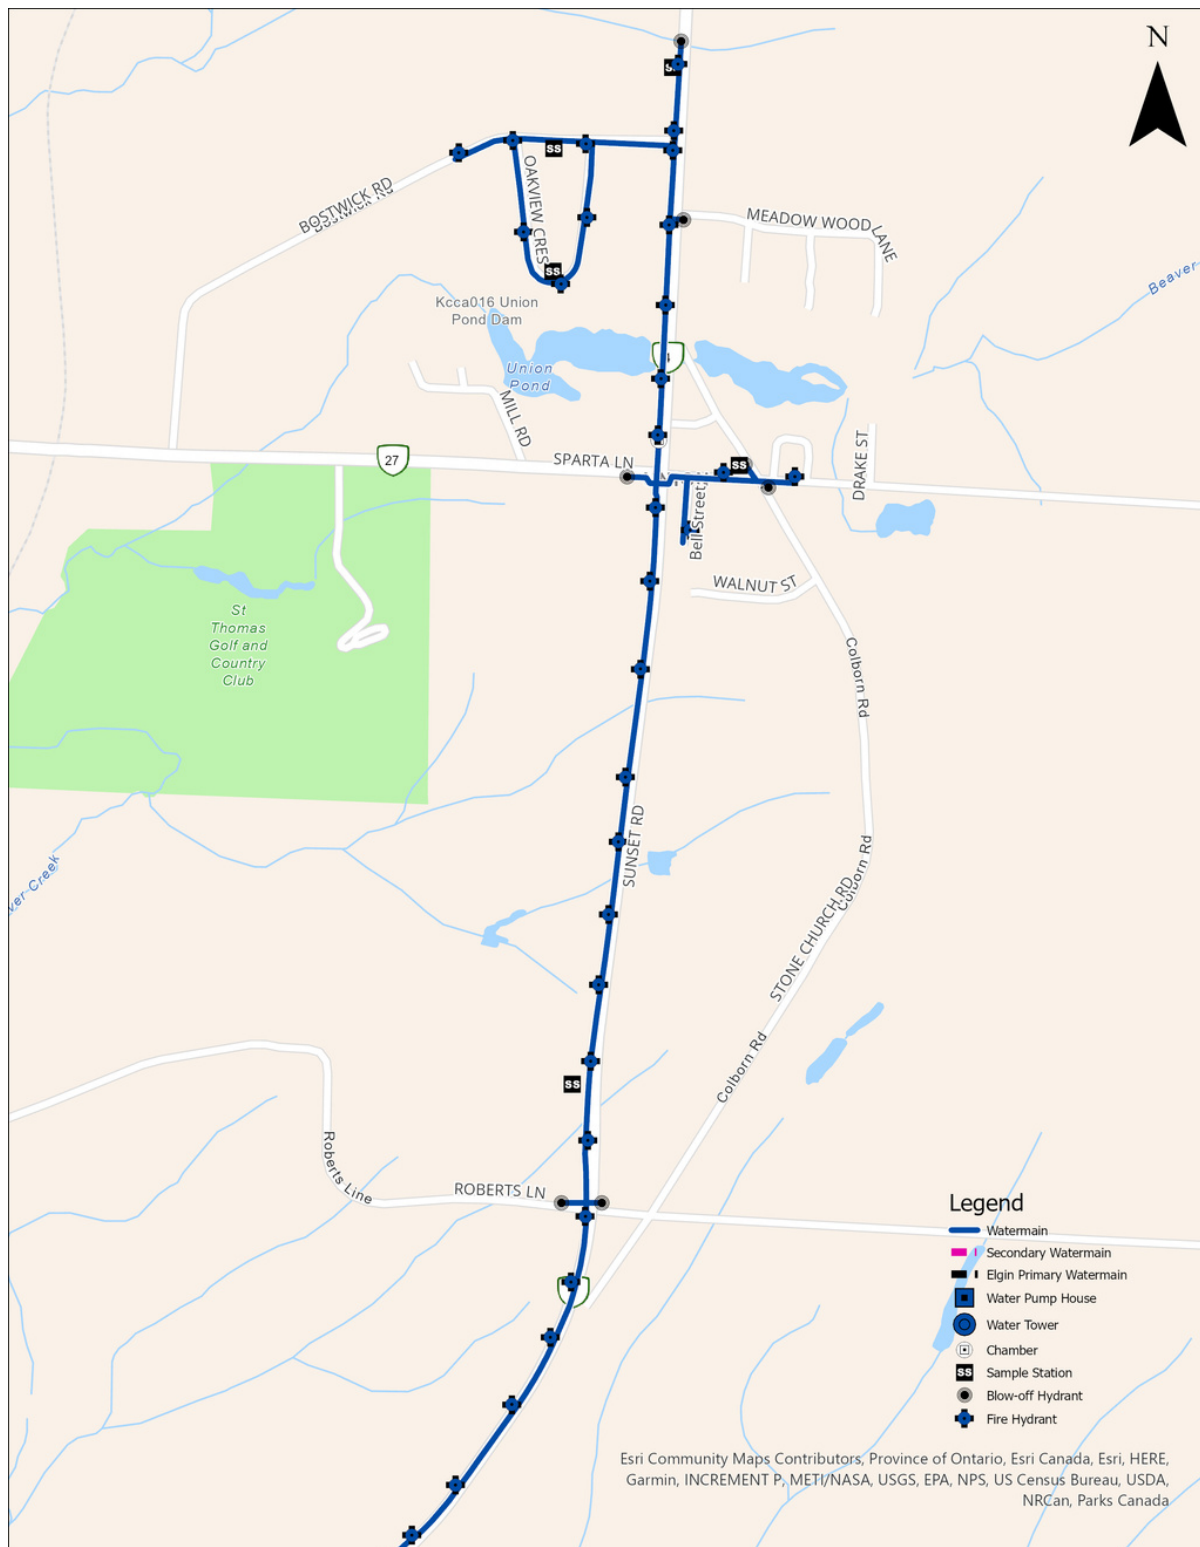 N
BOSTWICK RD
OAKVIEW CRES
SS
SS
MEADOW WOOD LANE
Beaver
Kcca016 Union
Pond Dam
Union
Pond
MILL RD
SPARTA LN
27
SS
DRAKE ST
Bell Street
WALNUT ST
St
Thomas
Golf and
Country
Club
Colborn Rd
SUNSET RD
Colborn Rd
STONE CHURCH RD
ver Creek
Colborn Rd
SS
Roberts Line
ROBERTS LN
Legend
Watermain
Secondary Watermain
Elgin Primary Watermain
Water Pump House
Water Tower
Chamber
SS Sample Station
Blow-off Hydrant
Fire Hydrant
Esri Community Maps Contributors, Province of Ontario, Esri Canada, Esri, HERE,
Garmin, INCREMENT P, METI/NASA, USGS, EPA, NPS, US Census Bureau, USDA,
NRCan, Parks Canada